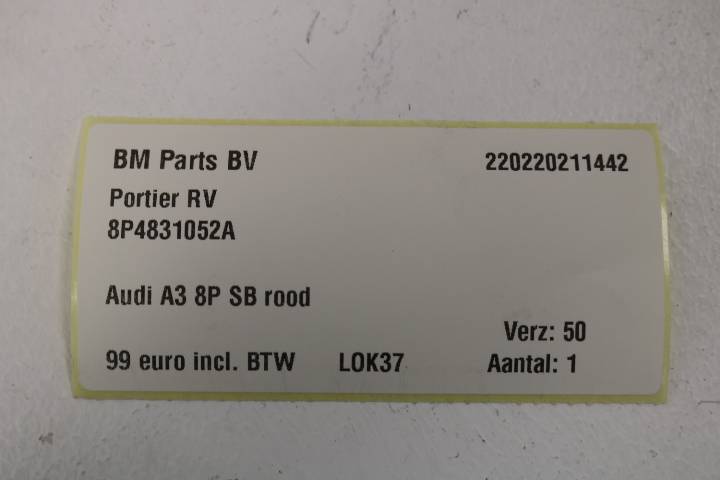 BM Parts BV 220220211442
Portier RV
8P4831052A
Audi A3 8P SB rood
Verz: 50
99 euro incl. BTW LOK37 Aantal: 1